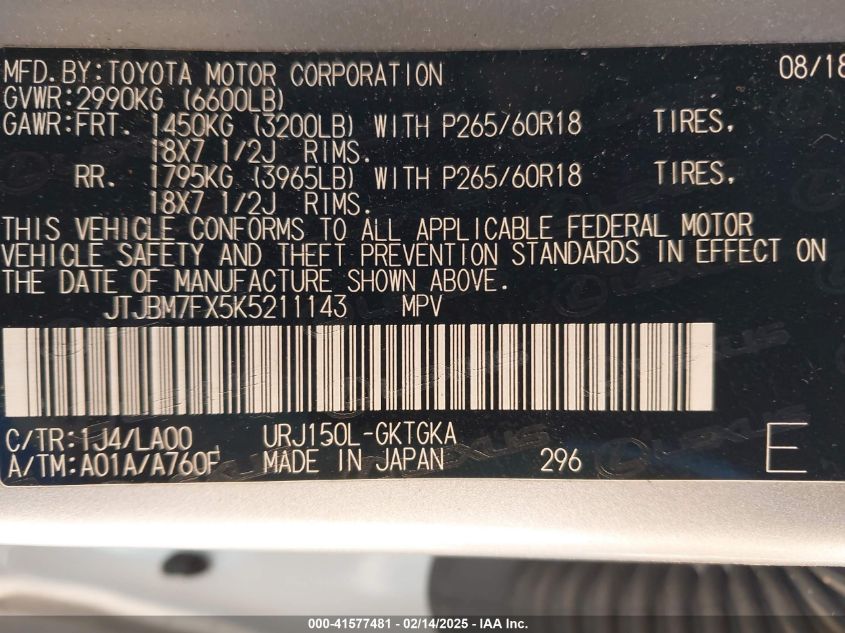 MFD.BY:TOYOTA MOTOR CORPORATION 08/18
GVWR:2990KG (6600LB)
GAWR:FRT. 1450KG (3200LB) WITH P265/60R18 TIRES,
18X7 1/2J RIMS.
RR. 1795KG (3965LB) WITH P265/60R18 TIRES,
18X7 1/2J RIMS.
THIS VEHICLE CONFORMS TO ALL APPLICABLE FEDERAL MOTOR
VEHICLE SAFETY AND THEFT PREVENTION STANDARDS IN EFFECT ON
THE DATE OF MANUFACTURE SHOWN ABOVE.
JTJBM7FX5K5211143 MPV
C/TR:1J4/LA00 URJ150L-GKTGKA
A/TM:A01A/A760F MADE IN JAPAN 296 E
LEXUS
000-41577481 - 02/14/2025 - IAA Inc.